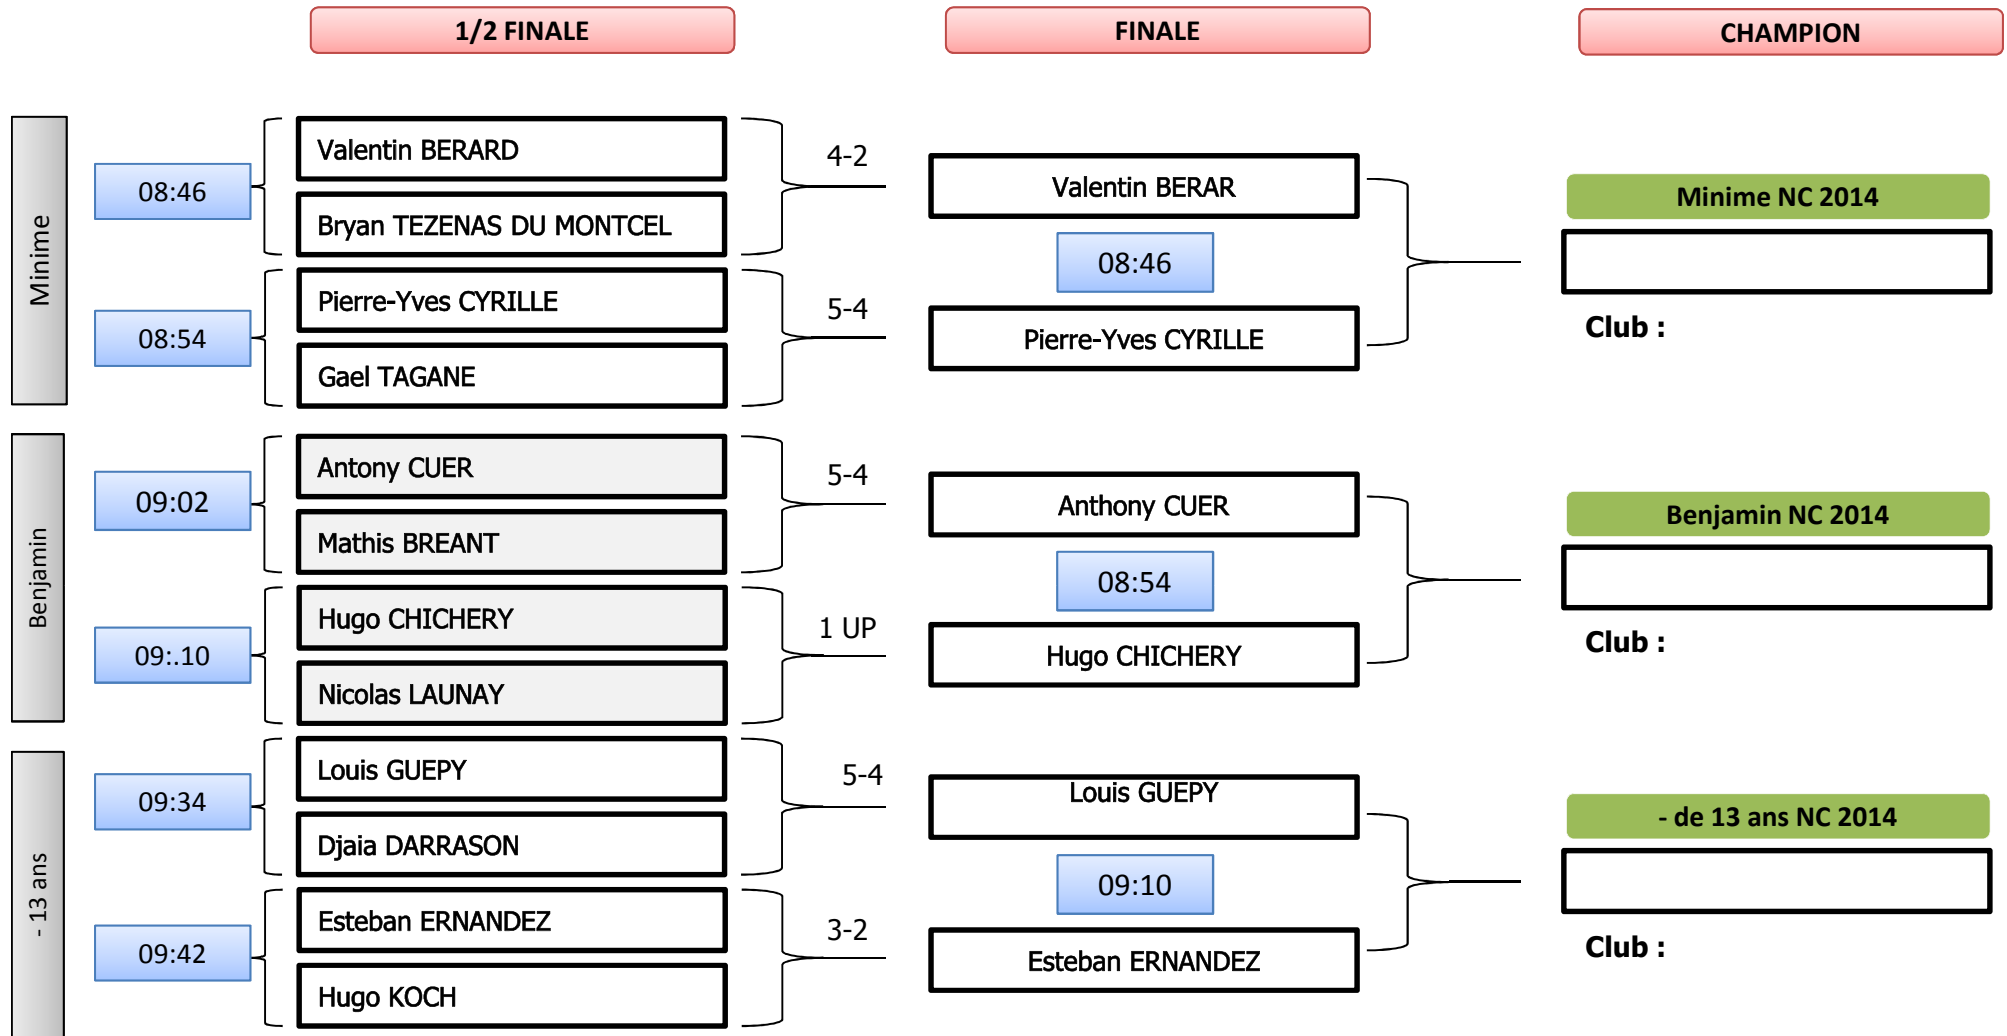 1/2 FINALE
FINALE
CHAMPION
Minime
08:46
Valentin BERARD
Bryan TEZENAS DU MONTCEL
4-2
08:54
Pierre-Yves CYRILLE
Gael TAGANE
5-4
Valentin BERAR
08:46
Pierre-Yves CYRILLE
Minime NC 2014
Club :
Benjamin
09:02
Antony CUER
Mathis BREANT
5-4
09:.10
Hugo CHICHERY
Nicolas LAUNAY
1 UP
Anthony CUER
08:54
Hugo CHICHERY
Benjamin NC 2014
Club :
- 13 ans
09:34
Louis GUEPY
Djaia DARRASON
5-4
09:42
Esteban ERNANDEZ
Hugo KOCH
3-2
Louis GUEPY
09:10
Esteban ERNANDEZ
- de 13 ans NC 2014
Club :